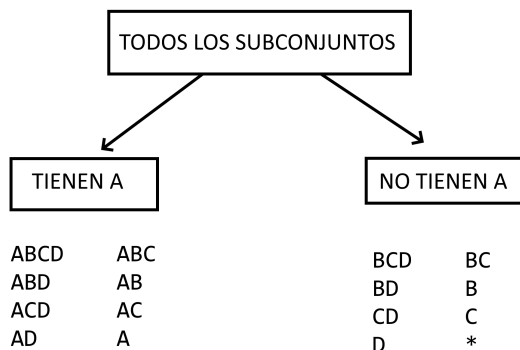 TODOS LOS SUBCONJUNTOS
TIENEN A
NO TIENEN A
ABCD ABC
ABD AB
ACD AC
AD A
BCD BC
BD B
CD C
D *